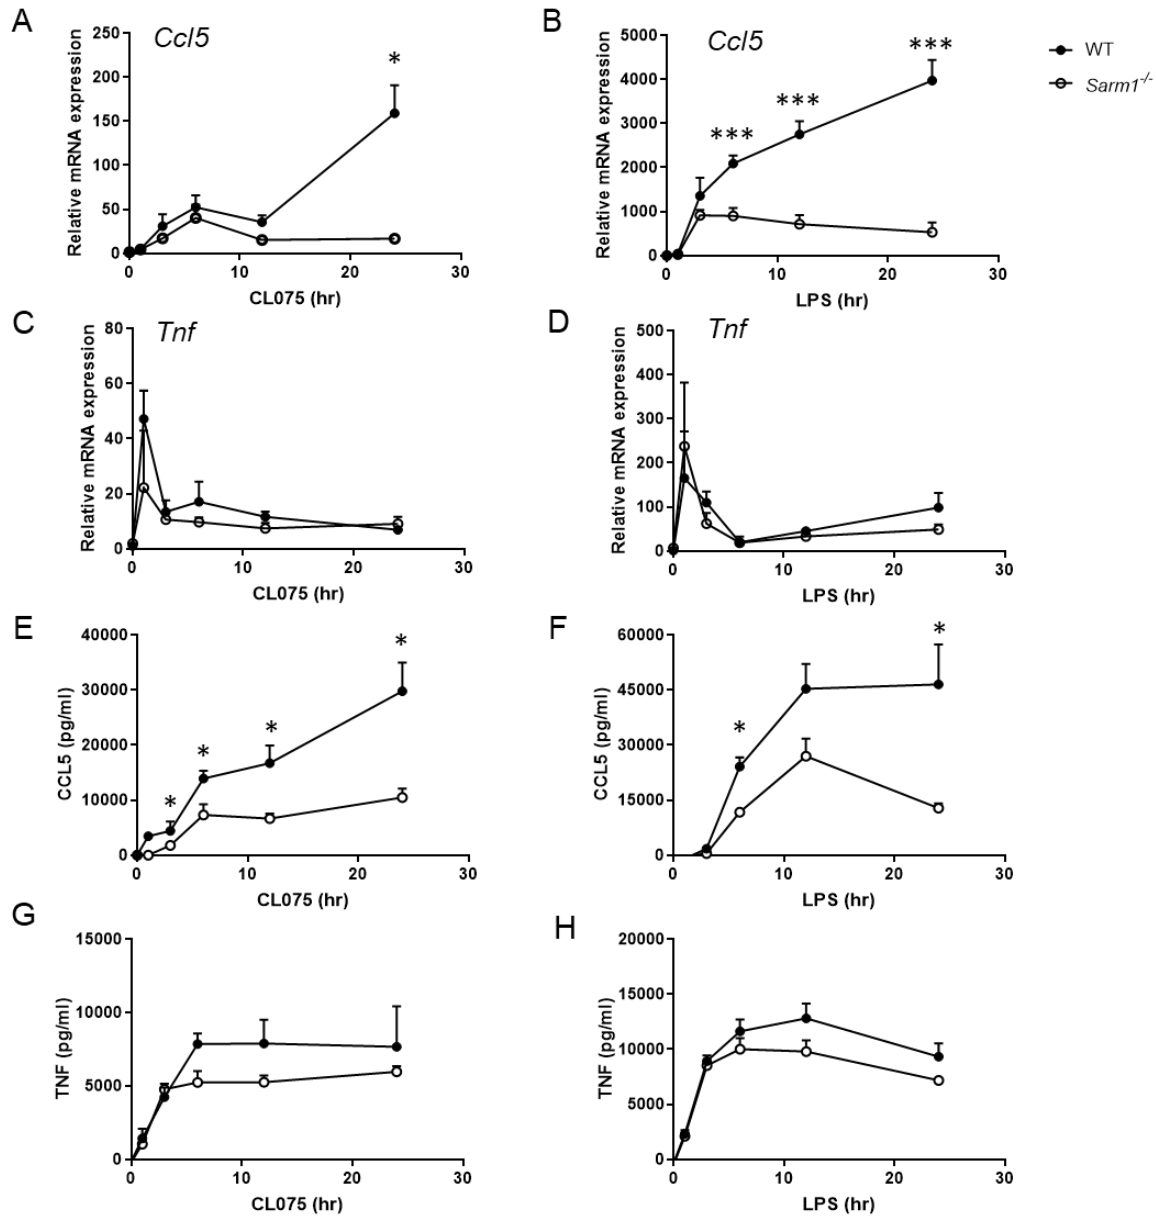 A
Ccl5
*
Relative mRNA expression
250
200
150
100
50
0
0 10 20 30
CL075 (hr)
B
Ccl5
***
***
***
Relative mRNA expression
5000
4000
3000
2000
1000
0
0 10 20 30
LPS (hr)
WT
Sarm1-/-
C
Tnf
Relative mRNA expression
80
60
40
20
0
0 10 20 30
CL075 (hr)
D
Tnf
Relative mRNA expression
500
400
300
200
100
0
0 10 20 30
LPS (hr)
E
*
*
*
*
CCL5 (pg/ml)
40000
30000
20000
10000
0
0 10 20 30
CL075 (hr)
F
*
*
CCL5 (pg/ml)
60000
45000
30000
15000
0
0 10 20 30
LPS (hr)
G
TNF (pg/ml)
15000
10000
5000
0
0 10 20 30
CL075 (hr)
H
TNF (pg/ml)
20000
15000
10000
5000
0
0 10 20 30
LPS (hr)